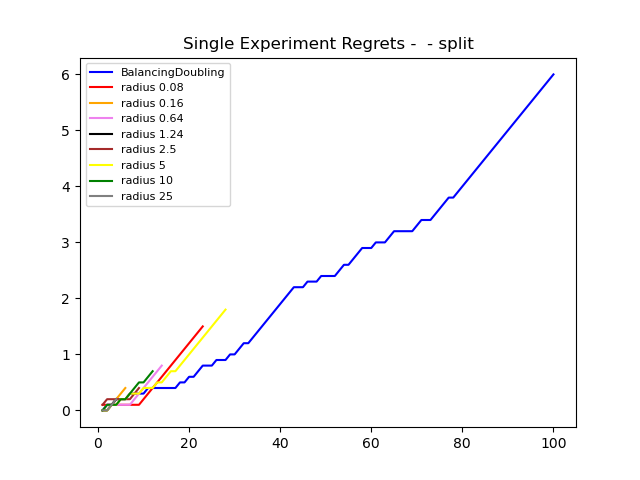 Single Experiment Regrets -  - split
BalancingDoubling
radius 0.08
radius 0.16
radius 0.64
radius 1.24
radius 2.5
radius 5
radius 10
radius 25
6
5
4
3
2
1
0
0 20 40 60 80 100